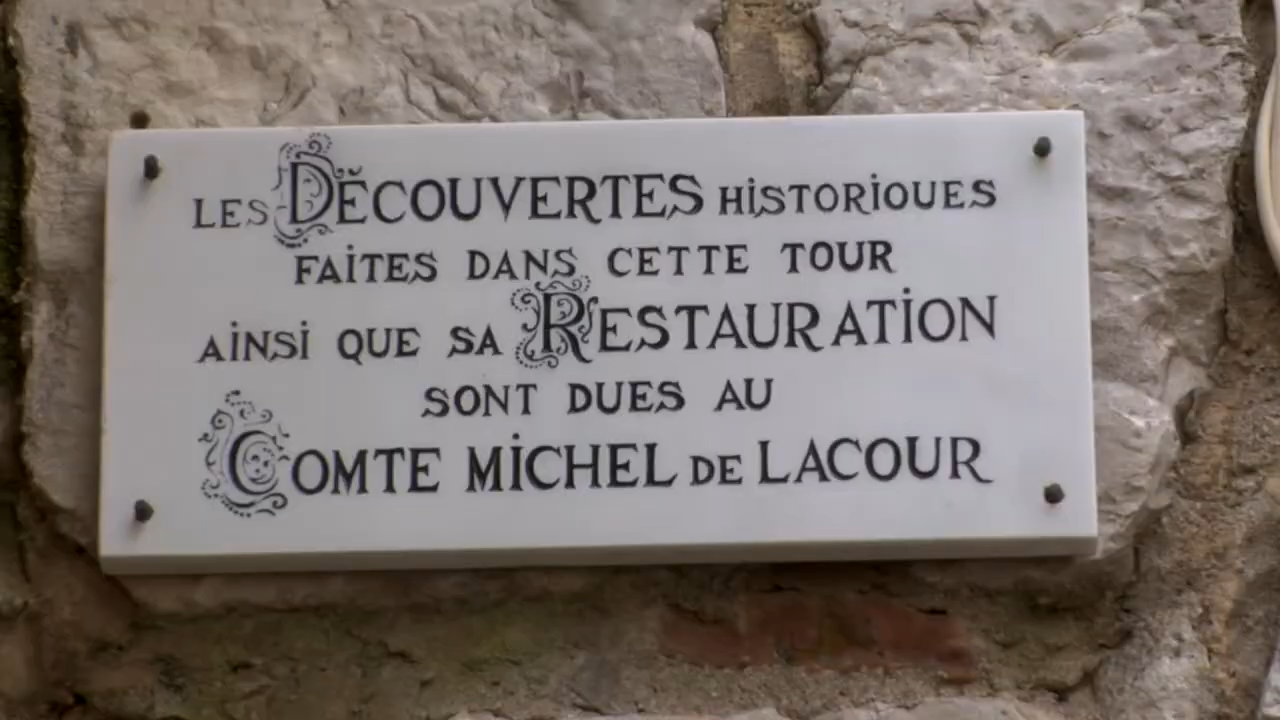 LES DÉCOUVERTES HiSTORiQUES
FAiTES DANS CETTE TOUR
AiNSi QUE SA RESTAURATiON
SONT DUES AU
COMTE MiCHEL DE LACOUR